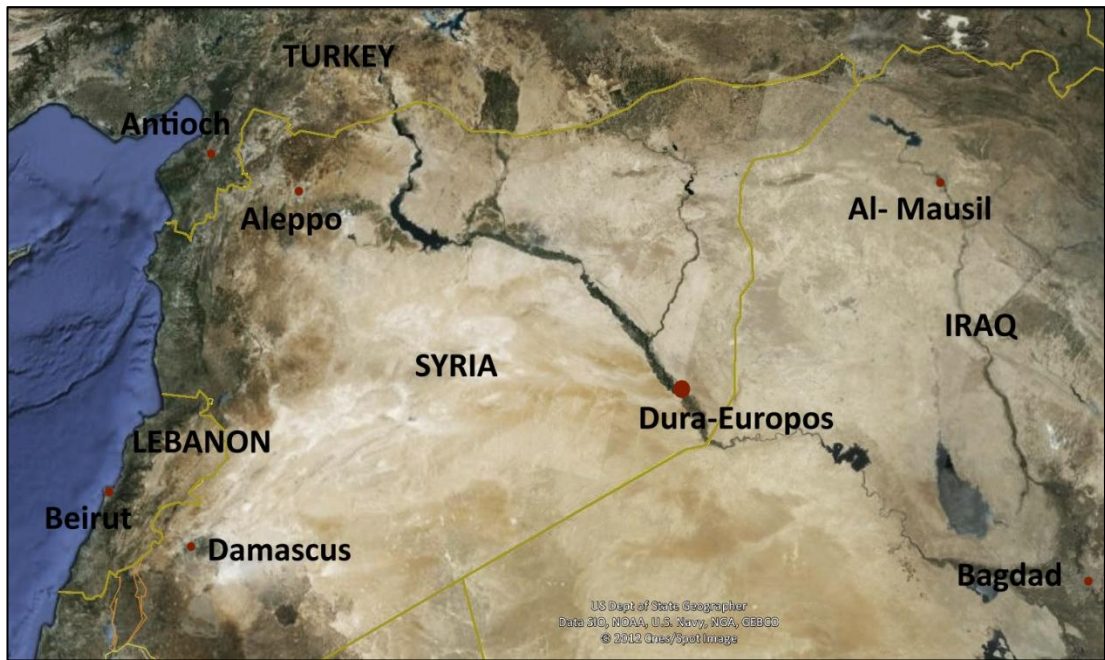 TURKEY
Antioch
Aleppo
Al- Mausil
IRAQ
SYRIA
Dura-Europos
LEBANON
Beirut
Damascus
Bagdad
US Dept of State Geographer
Data SIO, NOAA, U.S. Navy, NGA, GEBCO
© 2012 Cnes/Spot Image